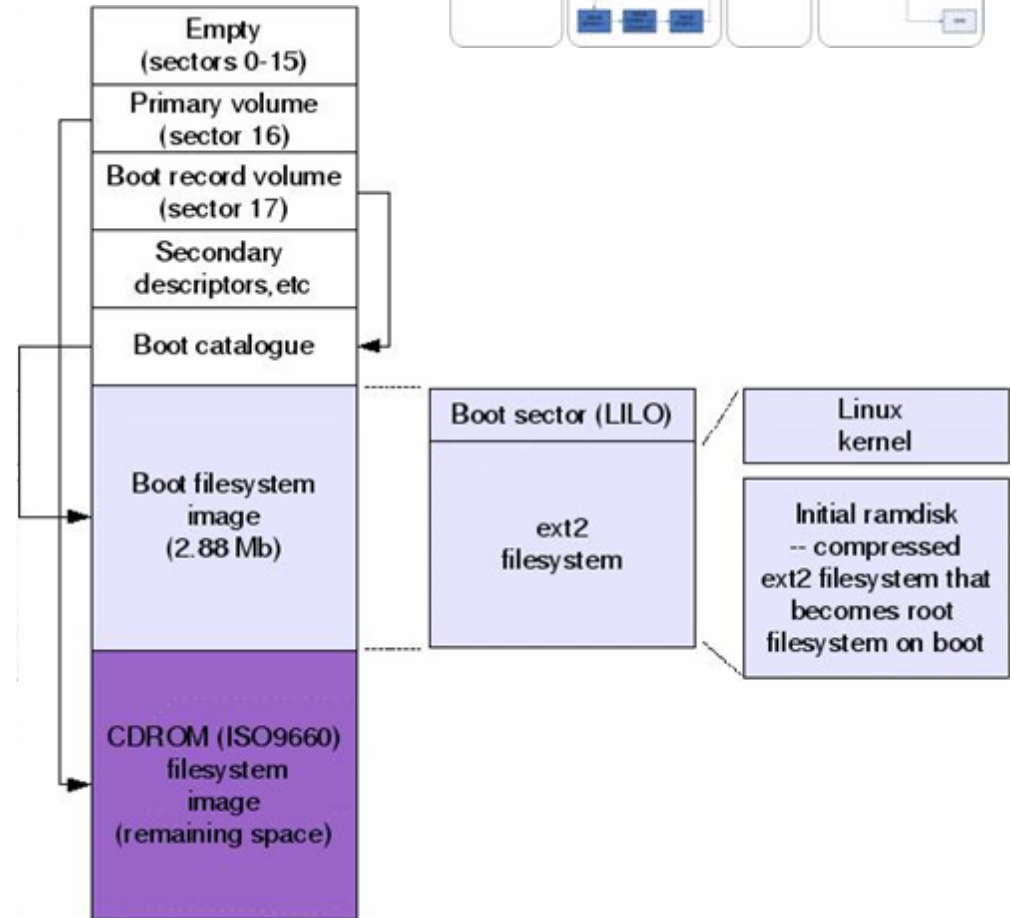 Empty
(sectors 0-15)
Primary volume
(sector 16)
Boot record volume
(sector 17)
Secondary
descriptors,etc
Boot catalogue
Boot filesystem
image
(2.88 Mb)
CDROM (ISO9660)
filesystem
image
(remaining space)
Boot sector (LILO)
ext2
filesystem
Linux
kernel
Initial ramdisk
-- compressed
ext2 filesystem that
becomes root
filesystem on boot